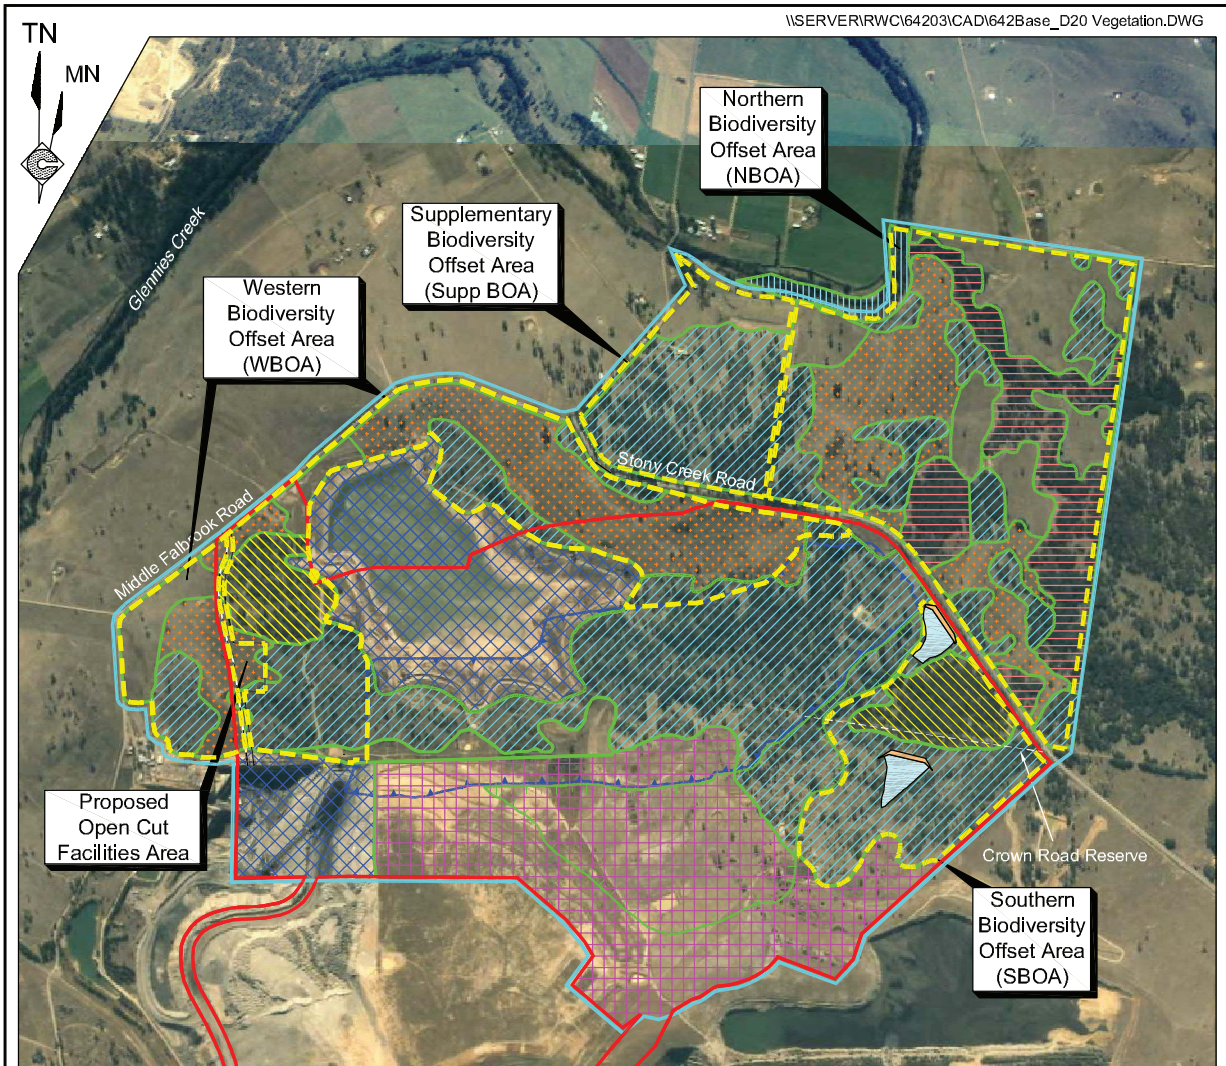 \\SERVER\RWC\64203\CAD\642Base_D20 Vegetation.DWG
TN
MN
Northern
Biodiversity
Offset Area
(NBOA)
Supplementary
Biodiversity
Offset Area
(Supp BOA)
Glennies Creek
Western
Biodiversity
Offset Area
(WBOA)
Stony Creek Road
Middle Falbrook Road
Proposed
Open Cut
Facilities Area
Crown Road Reserve
Southern
Biodiversity
Offset Area
(SBOA)